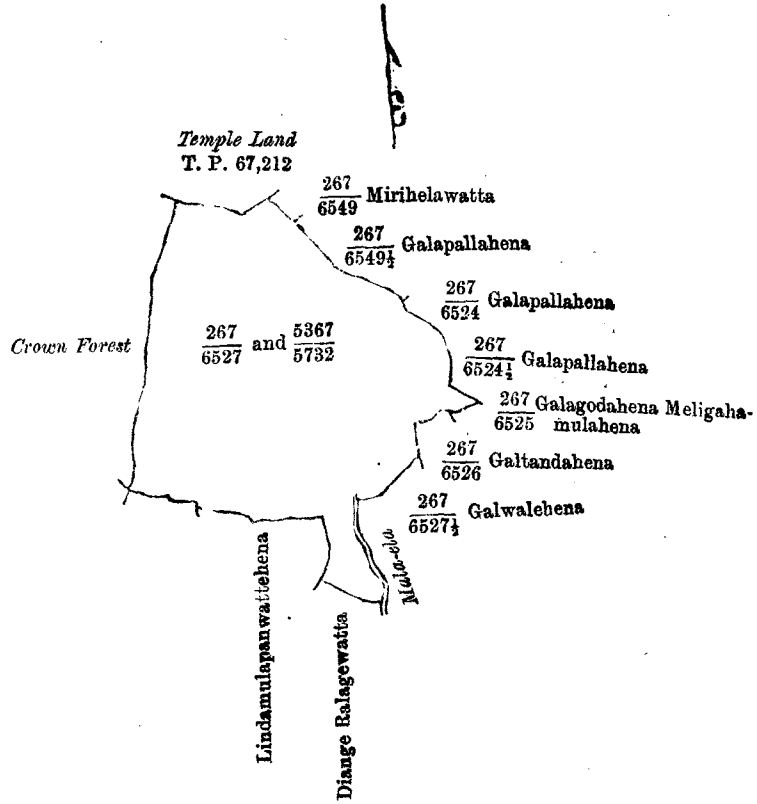 Temple Land
T. P. 67,212
267/6549 Mirihelawatta
267/6549½ Galapallahena
267/6524 Galapallahena
Crown Forest
267/6527 and 5367/5732
267/6524½ Galapallahena
267/6525 Galagodahena Meligaha-
mulahena
267/6526 Galtandahena
267/6527½ Galwalehena
Mala-ela
Lindamulapanwattehena
Diange Ralagewatta